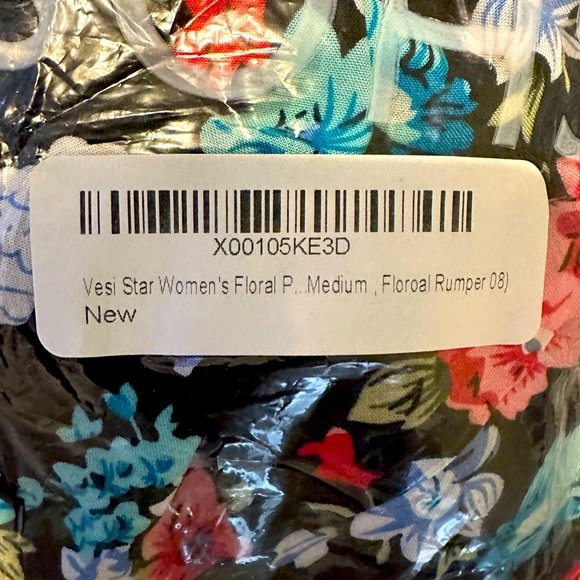 X00105KE3D
Vesi Star Women's Floral P...Medium , Floroal Rumper 08)
New